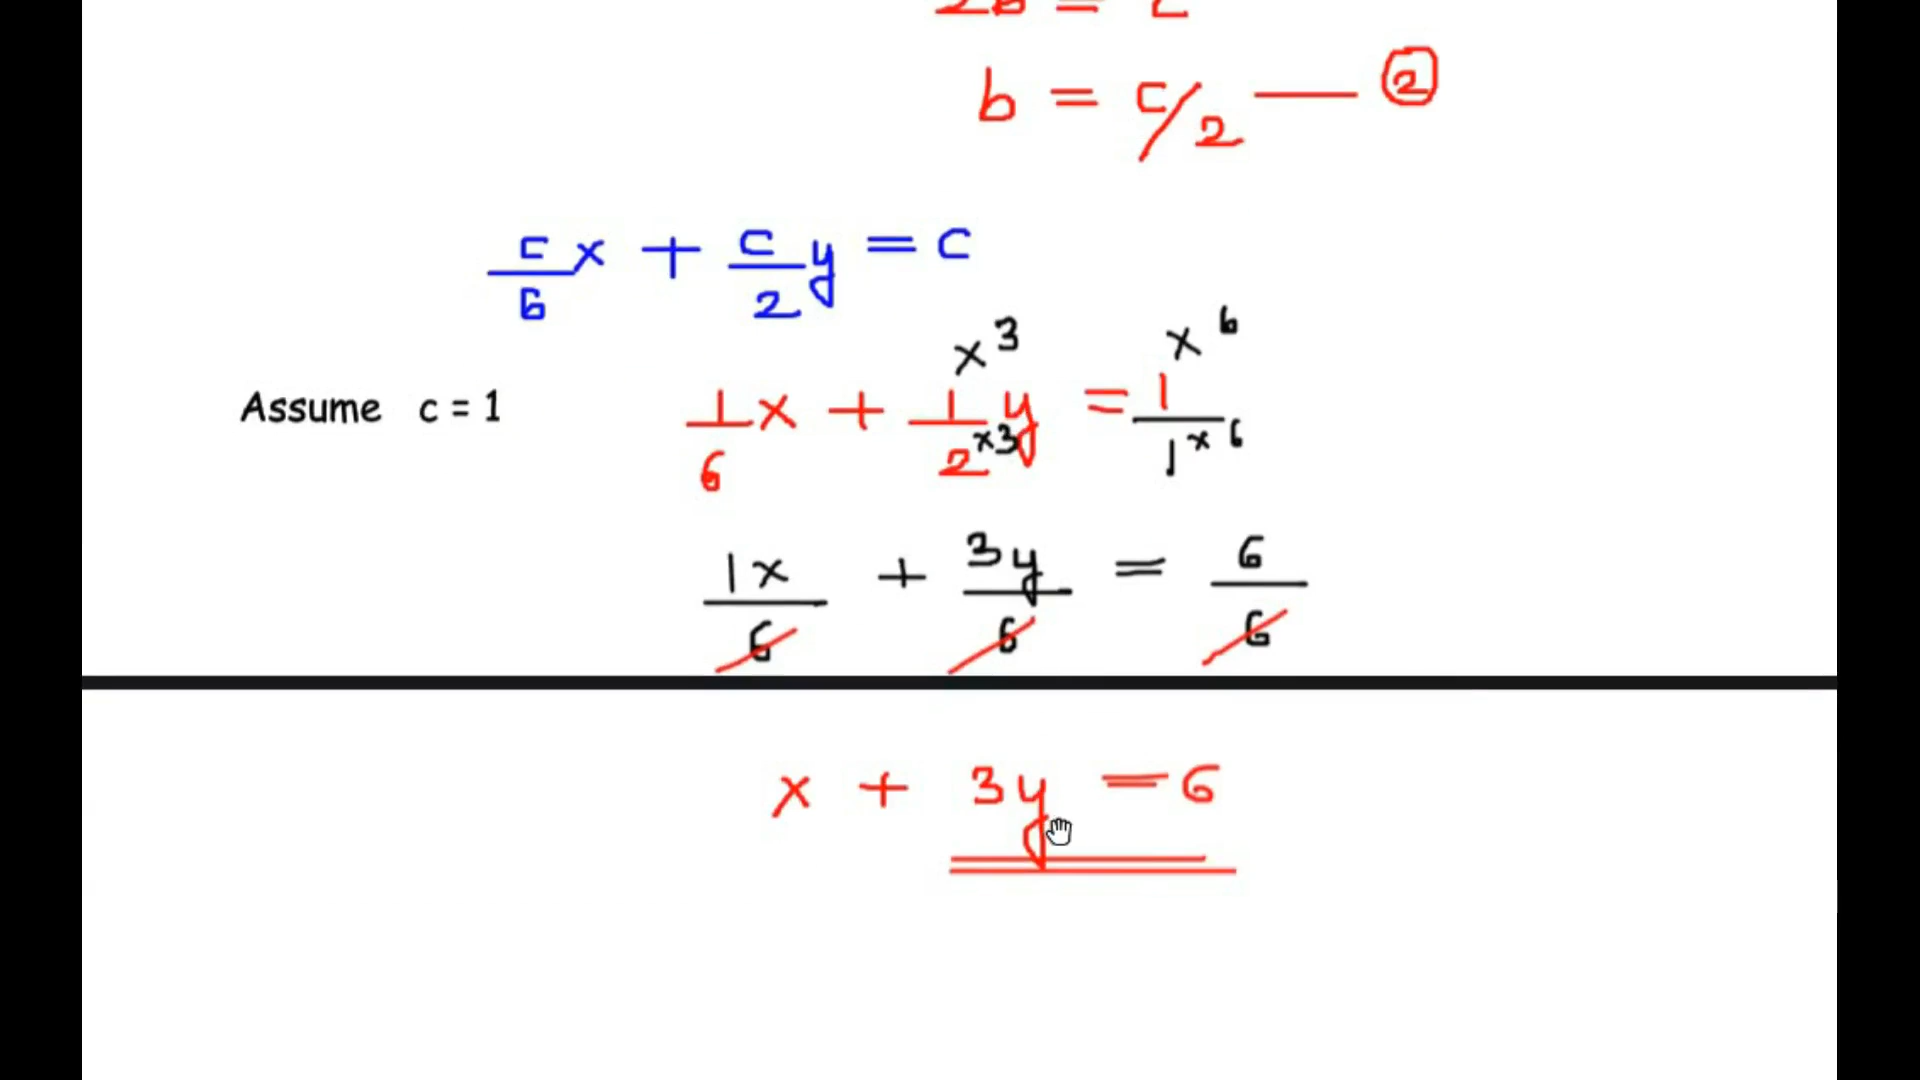 2b = c
b = c/2 — ②
c/6 x + c/2 y = c
x 3 x 6
Assume c = 1 1/6 x + 1/2 y = 1/1
x 3 x 6
1x/6 + 3y/6 = 6/6
x + 3y = 6